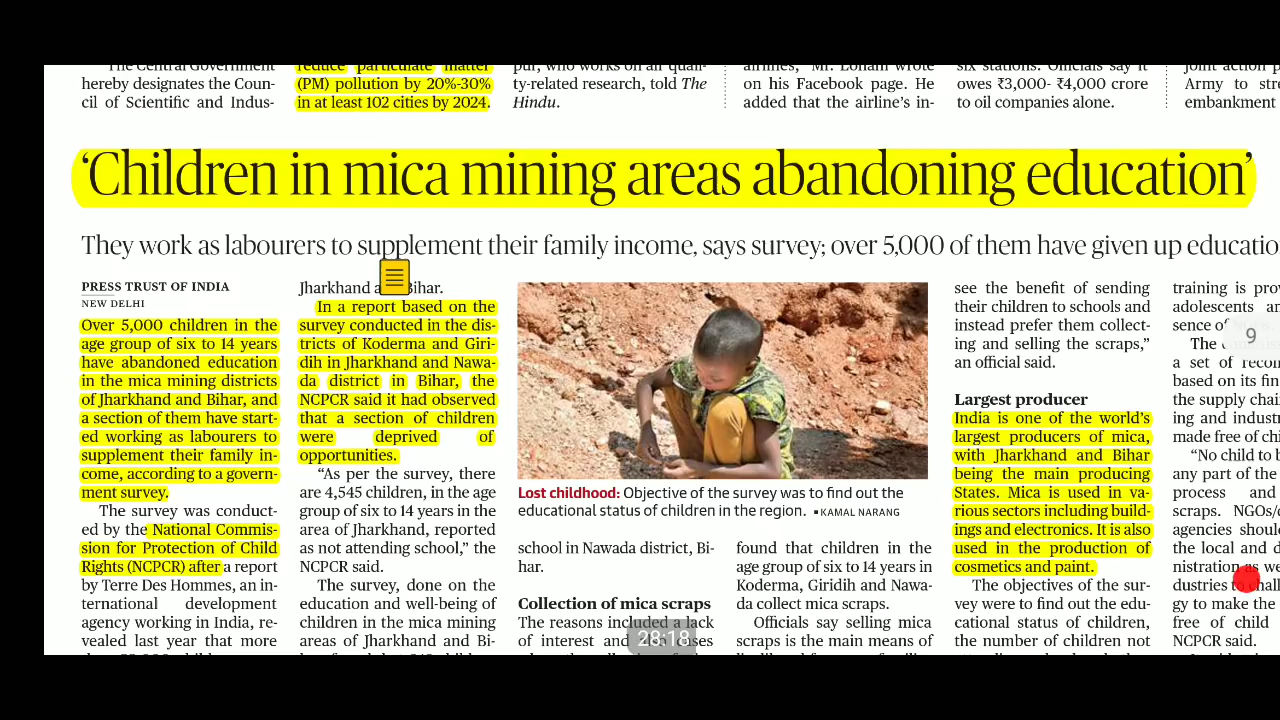 The Central Government
hereby designates the Coun-
cil of Scientific and Indus-
reduce particulate matter
(PM) pollution by 20%-30%
in at least 102 cities by 2024.
pur, who works on air quali-
ty-related research, told The
Hindu.
airlines," Mr. Lohani wrote
on his Facebook page. He
added that the airline's in-
six stations. Officials say it
owes ₹3,000- ₹4,000 crore
to oil companies alone.
joint action p
Army to stre
embankment
'Children in mica mining areas abandoning education'
They work as labourers to supplement their family income, says survey; over 5,000 of them have given up educatio
PRESS TRUST OF INDIA
NEW DELHI
Over 5,000 children in the
age group of six to 14 years
have abandoned education
in the mica mining districts
of Jharkhand and Bihar, and
a section of them have start-
ed working as labourers to
supplement their family in-
come, according to a govern-
ment survey.
The survey was conduct-
ed by the National Commis-
sion for Protection of Child
Rights (NCPCR) after a report
by Terre Des Hommes, an in-
ternational development
agency working in India, re-
vealed last year that more
Jharkhand a Bihar.
In a report based on the
survey conducted in the dis-
tricts of Koderma and Giri-
dih in Jharkhand and Nawa-
da district in Bihar, the
NCPCR said it had observed
that a section of children
were deprived of
opportunities.
"As per the survey, there
are 4,545 children, in the age
group of six to 14 years in the
area of Jharkhand, reported
as not attending school," the
NCPCR said.
The survey, done on the
education and well-being of
children in the mica mining
areas of Jharkhand and Bi-
Lost childhood: Objective of the survey was to find out the
educational status of children in the region. ▪KAMAL NARANG
school in Nawada district, Bi-
har.
Collection of mica scraps
The reasons included a lack
of interest and
28:18
found that children in the
age group of six to 14 years in
Koderma, Giridih and Nawa-
da collect mica scraps.
Officials say selling mica
scraps is the main means of
see the benefit of sending
their children to schools and
instead prefer them collect-
ing and selling the scraps,"
an official said.
Largest producer
India is one of the world's
largest producers of mica,
with Jharkhand and Bihar
being the main producing
States. Mica is used in va-
rious sectors including build-
ings and electronics. It is also
used in the production of
cosmetics and paint.
The objectives of the sur-
vey were to find out the edu-
cational status of children,
the number of children not
training is prov
adolescents an
sence of
9
The
a set of recom
based on its fin
the supply chai
ing and industr
made free of chi
"No child to b
any part of the
process and
scraps. NGOs/d
agencies shoul
the local and d
nistration as we
dustries to chall
gy to make the
free of child
NCPCR said.